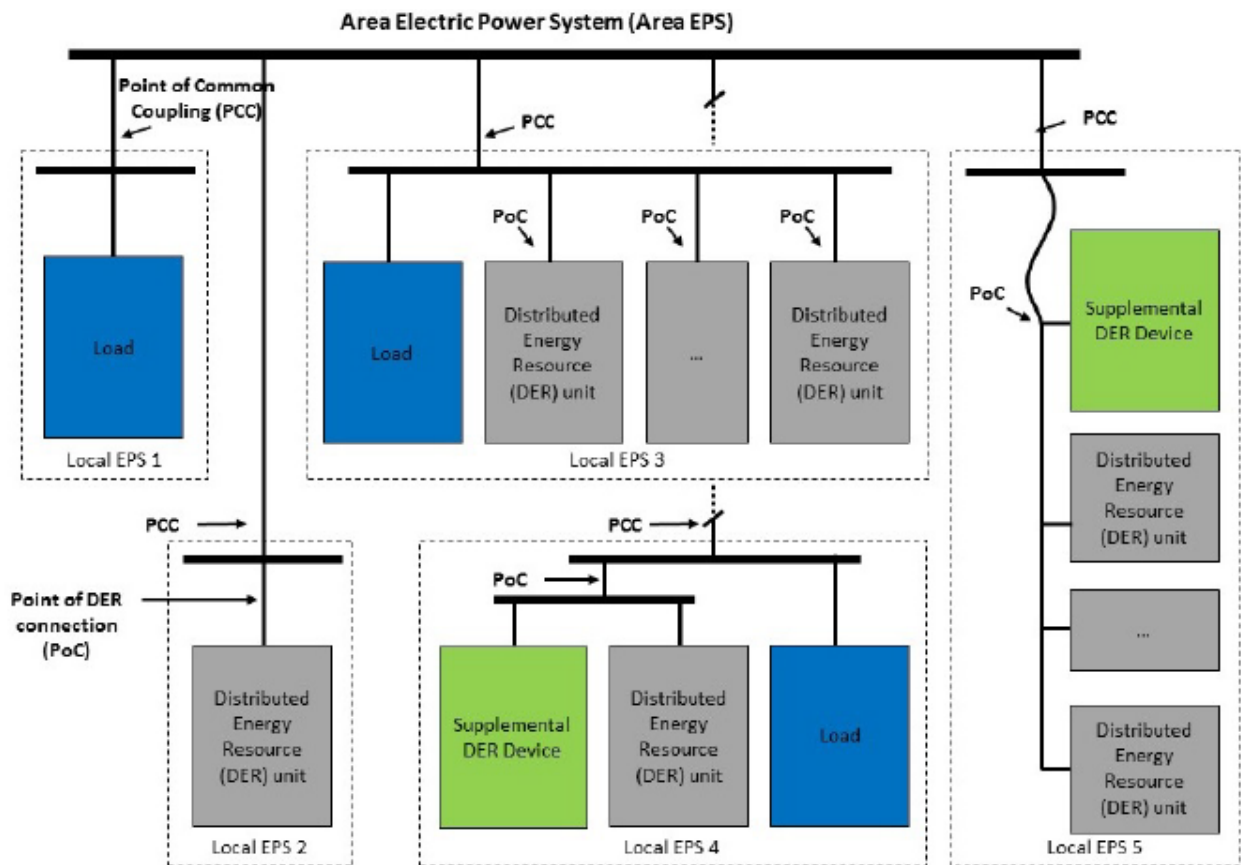 Area Electric Power System (Area EPS)
Point of Common
Coupling (PCC)
PCC
PCC
PoC
PoC
PoC
Load
Local EPS 1
Load
Distributed
Energy
Resource
(DER) unit
...
Distributed
Energy
Resource
(DER) unit
Local EPS 3
PoC
Supplemental
DER Device
Distributed
Energy
Resource
(DER) unit
...
Distributed
Energy
Resource
(DER) unit
Local EPS 5
PCC
Point of DER
connection
(PoC)
Distributed
Energy
Resource
(DER) unit
Local EPS 2
PCC
PoC
Supplemental
DER Device
Distributed
Energy
Resource
(DER) unit
Load
Local EPS 4